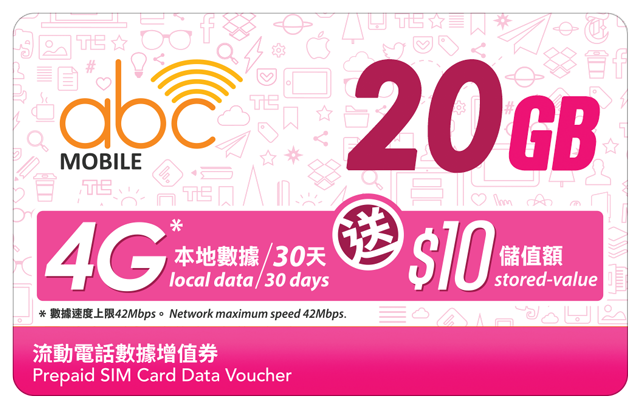 abc
MOBILE
20GB
4G*
本地數據/30天
local data/30 days
送
$10
儲值額
stored-value
* 數據速度上限42Mbps。 Network maximum speed 42Mbps.
流動電話數據增值券
Prepaid SIM Card Data Voucher